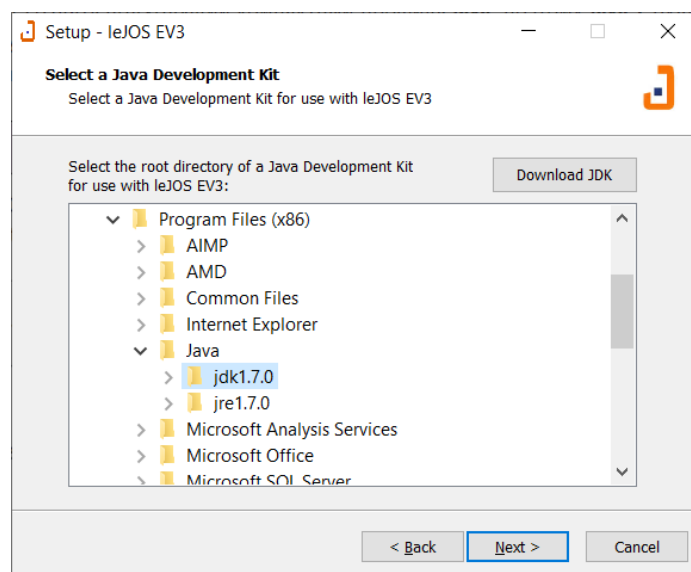 Setup - leJOS EV3
Select a Java Development Kit
Select a Java Development Kit for use with leJOS EV3
Select the root directory of a Java Development Kit
for use with leJOS EV3:
Download JDK
Program Files (x86)
AIMP
AMD
Common Files
Internet Explorer
Java
jdk1.7.0
jre1.7.0
Microsoft Analysis Services
Microsoft Office
Microsoft SQL Server
< Back
Next >
Cancel